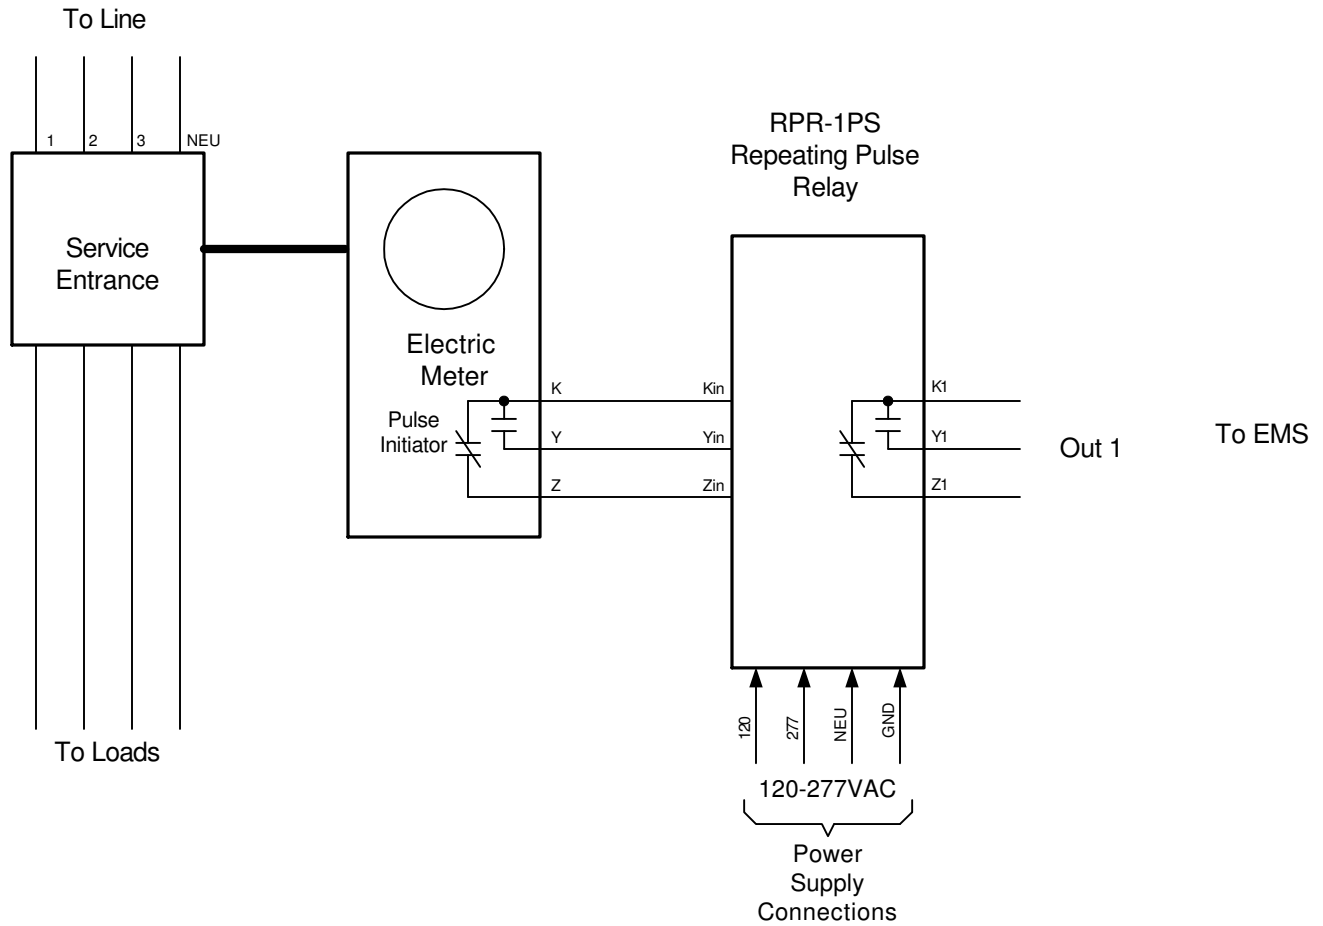 To Line
1
2
3
NEU
Service
Entrance
To Loads
Electric
Meter
Pulse
Initiator
K
Y
Z
RPR-1PS
Repeating Pulse
Relay
Kin
Yin
Zin
K1
Y1
Z1
Out 1
To EMS
120
277
NEU
GND
120-277VAC
Power
Supply
Connections